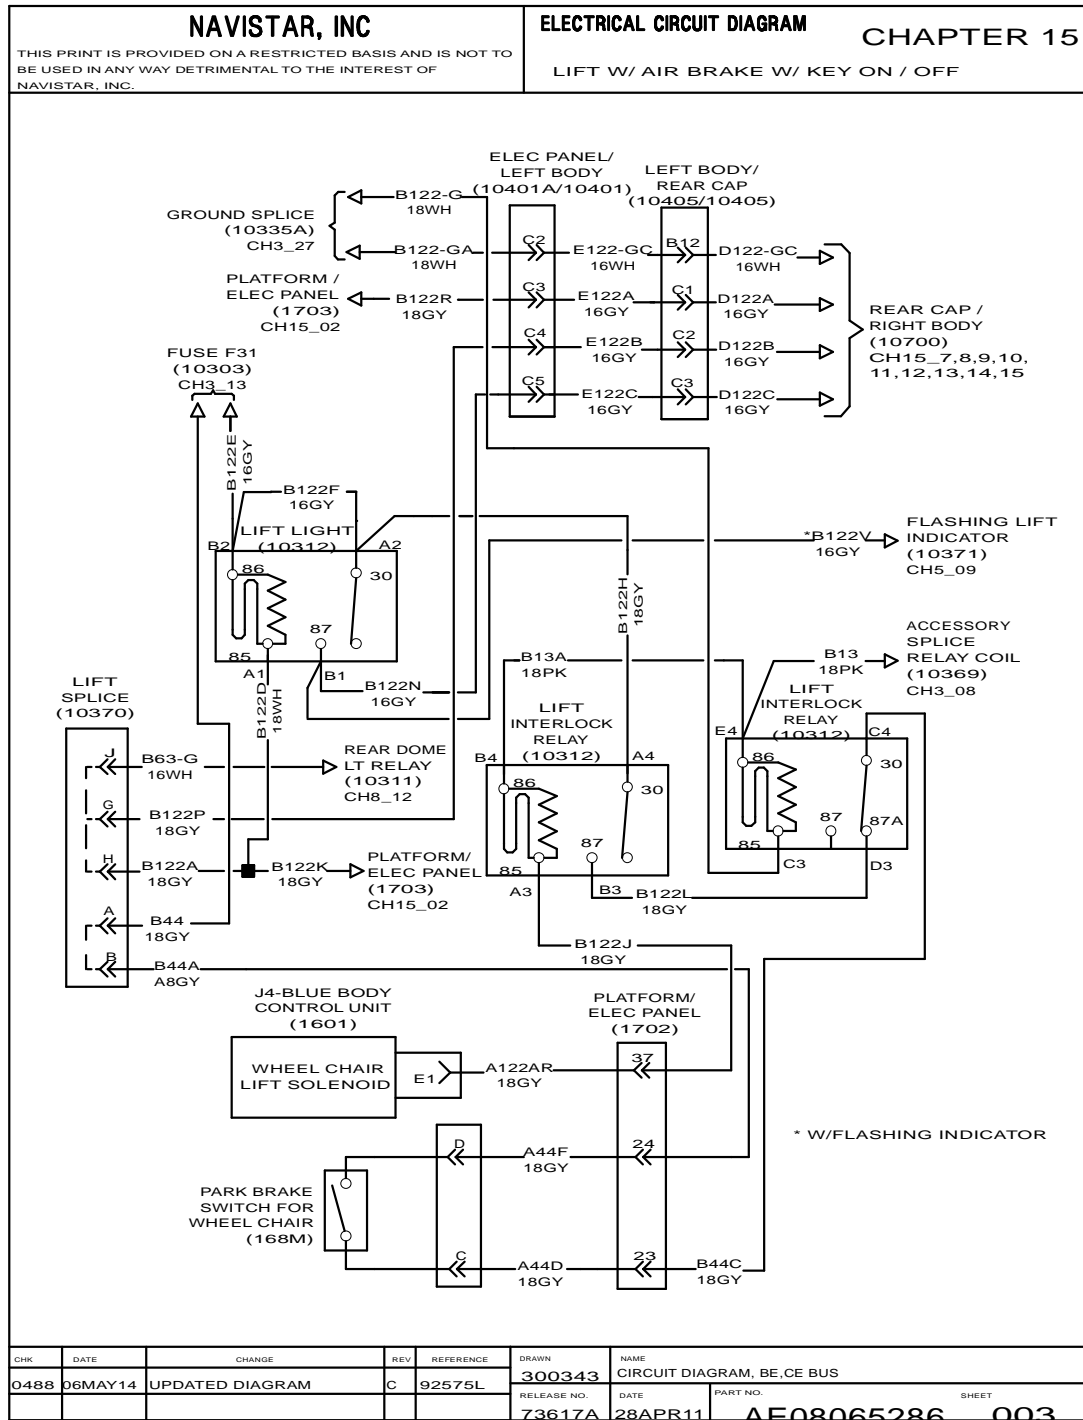 NAVISTAR, INC
THIS PRINT IS PROVIDED ON A RESTRICTED BASIS AND IS NOT TO
BE USED IN ANY WAY DETRIMENTAL TO THE INTEREST OF
NAVISTAR, INC.
ELECTRICAL CIRCUIT DIAGRAM
CHAPTER 15
LIFT W/ AIR BRAKE W/ KEY ON / OFF
ELEC PANEL/
LEFT BODY
(10401A/10401)
LEFT BODY/
REAR CAP
(10405/10405)
GROUND SPLICE
(10335A)
CH3_27
B122-G
18WH
B122-GA
18WH
C2
E122-GC
16WH
B12
D122-GC
16WH
PLATFORM /
ELEC PANEL
(1703)
CH15_02
B122R
18GY
C3
E122A
16GY
C1
D122A
16GY
C4
E122B
16GY
C2
D122B
16GY
C5
E122C
16GY
C3
D122C
16GY
REAR CAP /
RIGHT BODY
(10700)
CH15_7,8,9,10,
11,12,13,14,15
FUSE F31
(10303)
CH3_13
B122E
16GY
B122F
16GY
LIFT LIGHT
(10312)
B2
A2
86
30
87
85
A1
B1
B122D
18WH
B122N
16GY
B122H
18GY
*B122V
16GY
FLASHING LIFT
INDICATOR
(10371)
CH5_09
B13
18PK
ACCESSORY
SPLICE
RELAY COIL
(10369)
CH3_08
B13A
18PK
LIFT
INTERLOCK
RELAY
(10312)
B4
A4
86
30
87
85
A3
B3
LIFT
INTERLOCK
RELAY
(10312)
E4
C4
86
30
87
87A
85
C3
D3
LIFT
SPLICE
(10370)
J
B63-G
16WH
REAR DOME
LT RELAY
(10311)
CH8_12
G
B122P
18GY
H
B122A
18GY
B122K
18GY
PLATFORM/
ELEC PANEL
(1703)
CH15_02
A
B44
18GY
B
B44A
A8GY
B122L
18GY
B122J
18GY
J4-BLUE BODY
CONTROL UNIT
(1601)
WHEEL CHAIR
LIFT SOLENOID
E1
A122AR
18GY
PLATFORM/
ELEC PANEL
(1702)
37
D
A44F
18GY
24
PARK BRAKE
SWITCH FOR
WHEEL CHAIR
(168M)
C
A44D
18GY
23
B44C
18GY
* W/FLASHING INDICATOR
CHK DATE CHANGE REV REFERENCE
0488 06MAY14 UPDATED DIAGRAM C 92575L
DRAWN
300343
NAME
CIRCUIT DIAGRAM, BE,CE BUS
RELEASE NO.
73617A
DATE
28APR11
PART NO.
AE08065286
SHEET
003